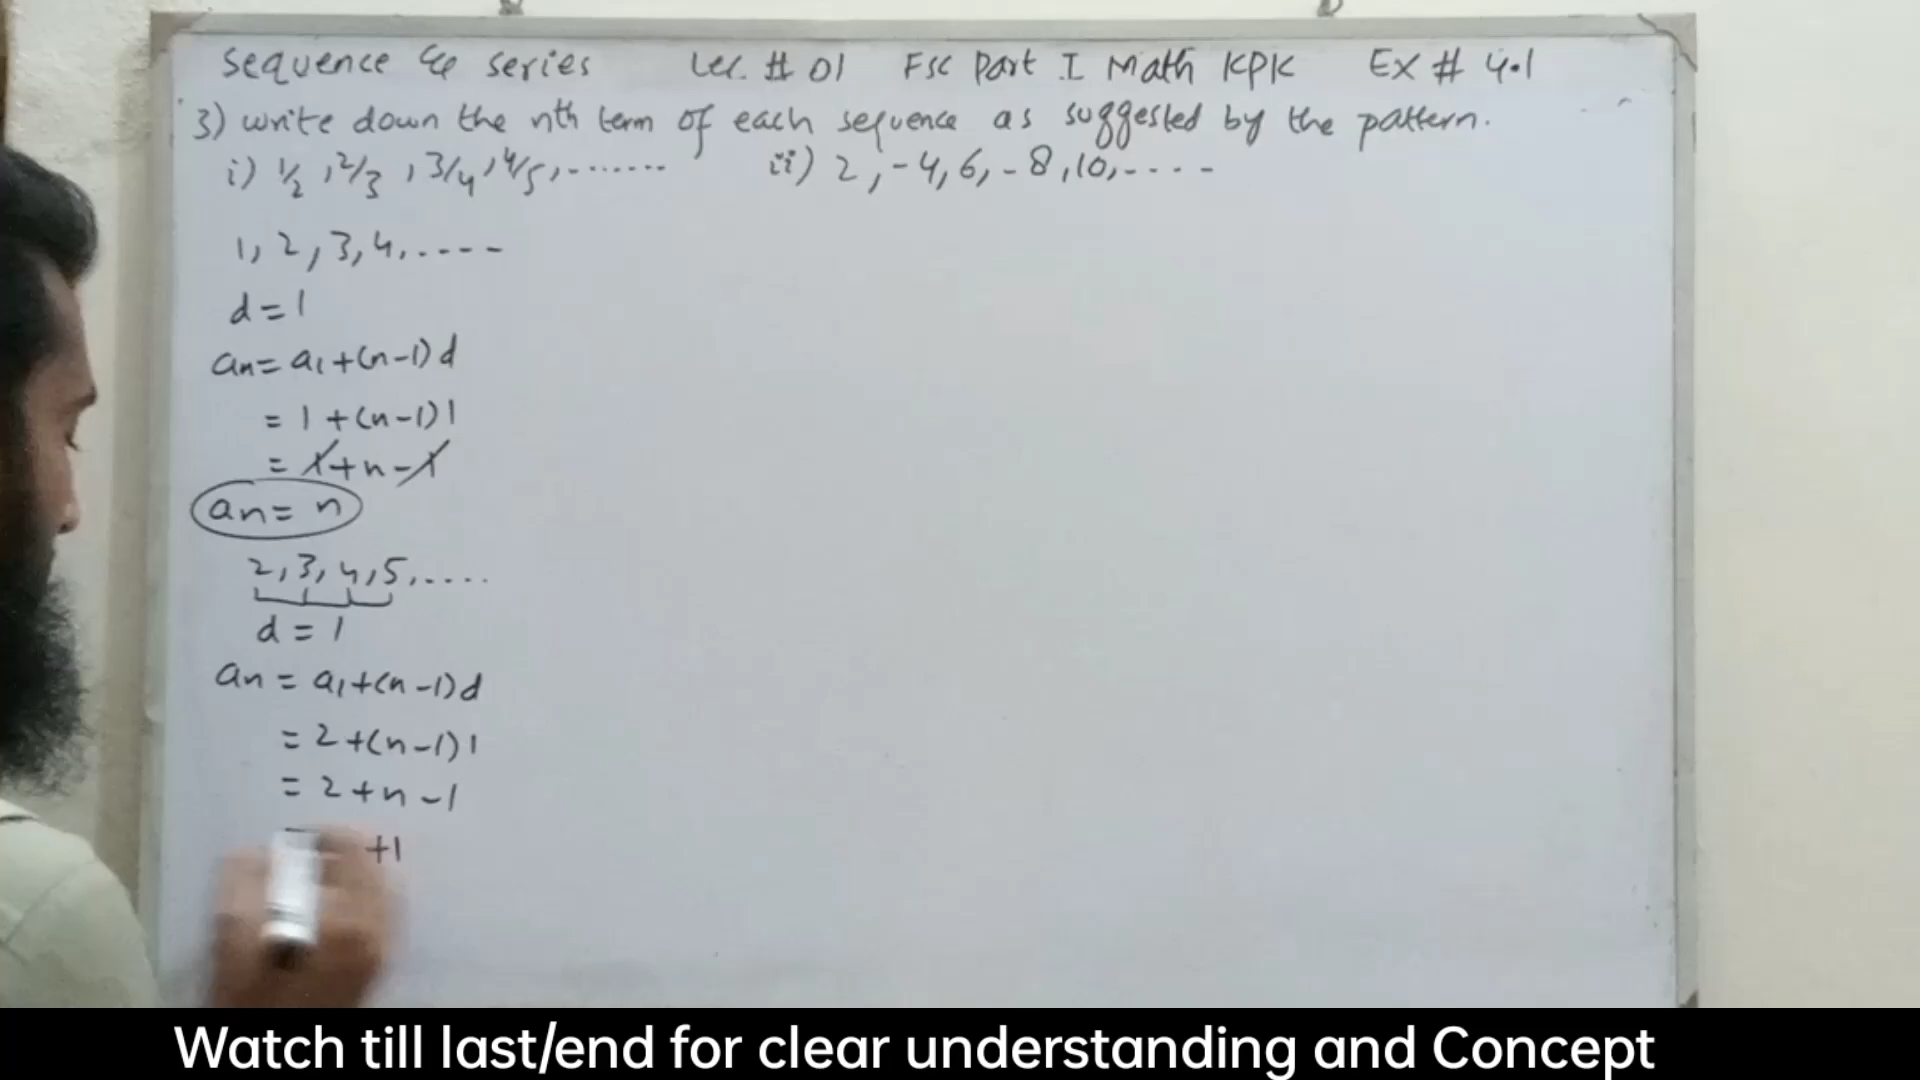 Sequence & series Lec. # 01 FSC Part I Math KPK Ex # 4.1
3) write down the nth term of each sequence as suggested by the pattern.
i) 1/2, 2/3, 3/4, 4/5, ........ ii) 2, -4, 6, -8, 10, ----
1, 2, 3, 4, ----
d = 1
an = a1 + (n-1) d
= 1 + (n-1) 1
= 1 + n - 1
an = n
2, 3, 4, 5, ....
d = 1
an = a1 + (n-1) d
= 2 + (n-1) 1
= 2 + n - 1
+1
Watch till last/end for clear understanding and Concept